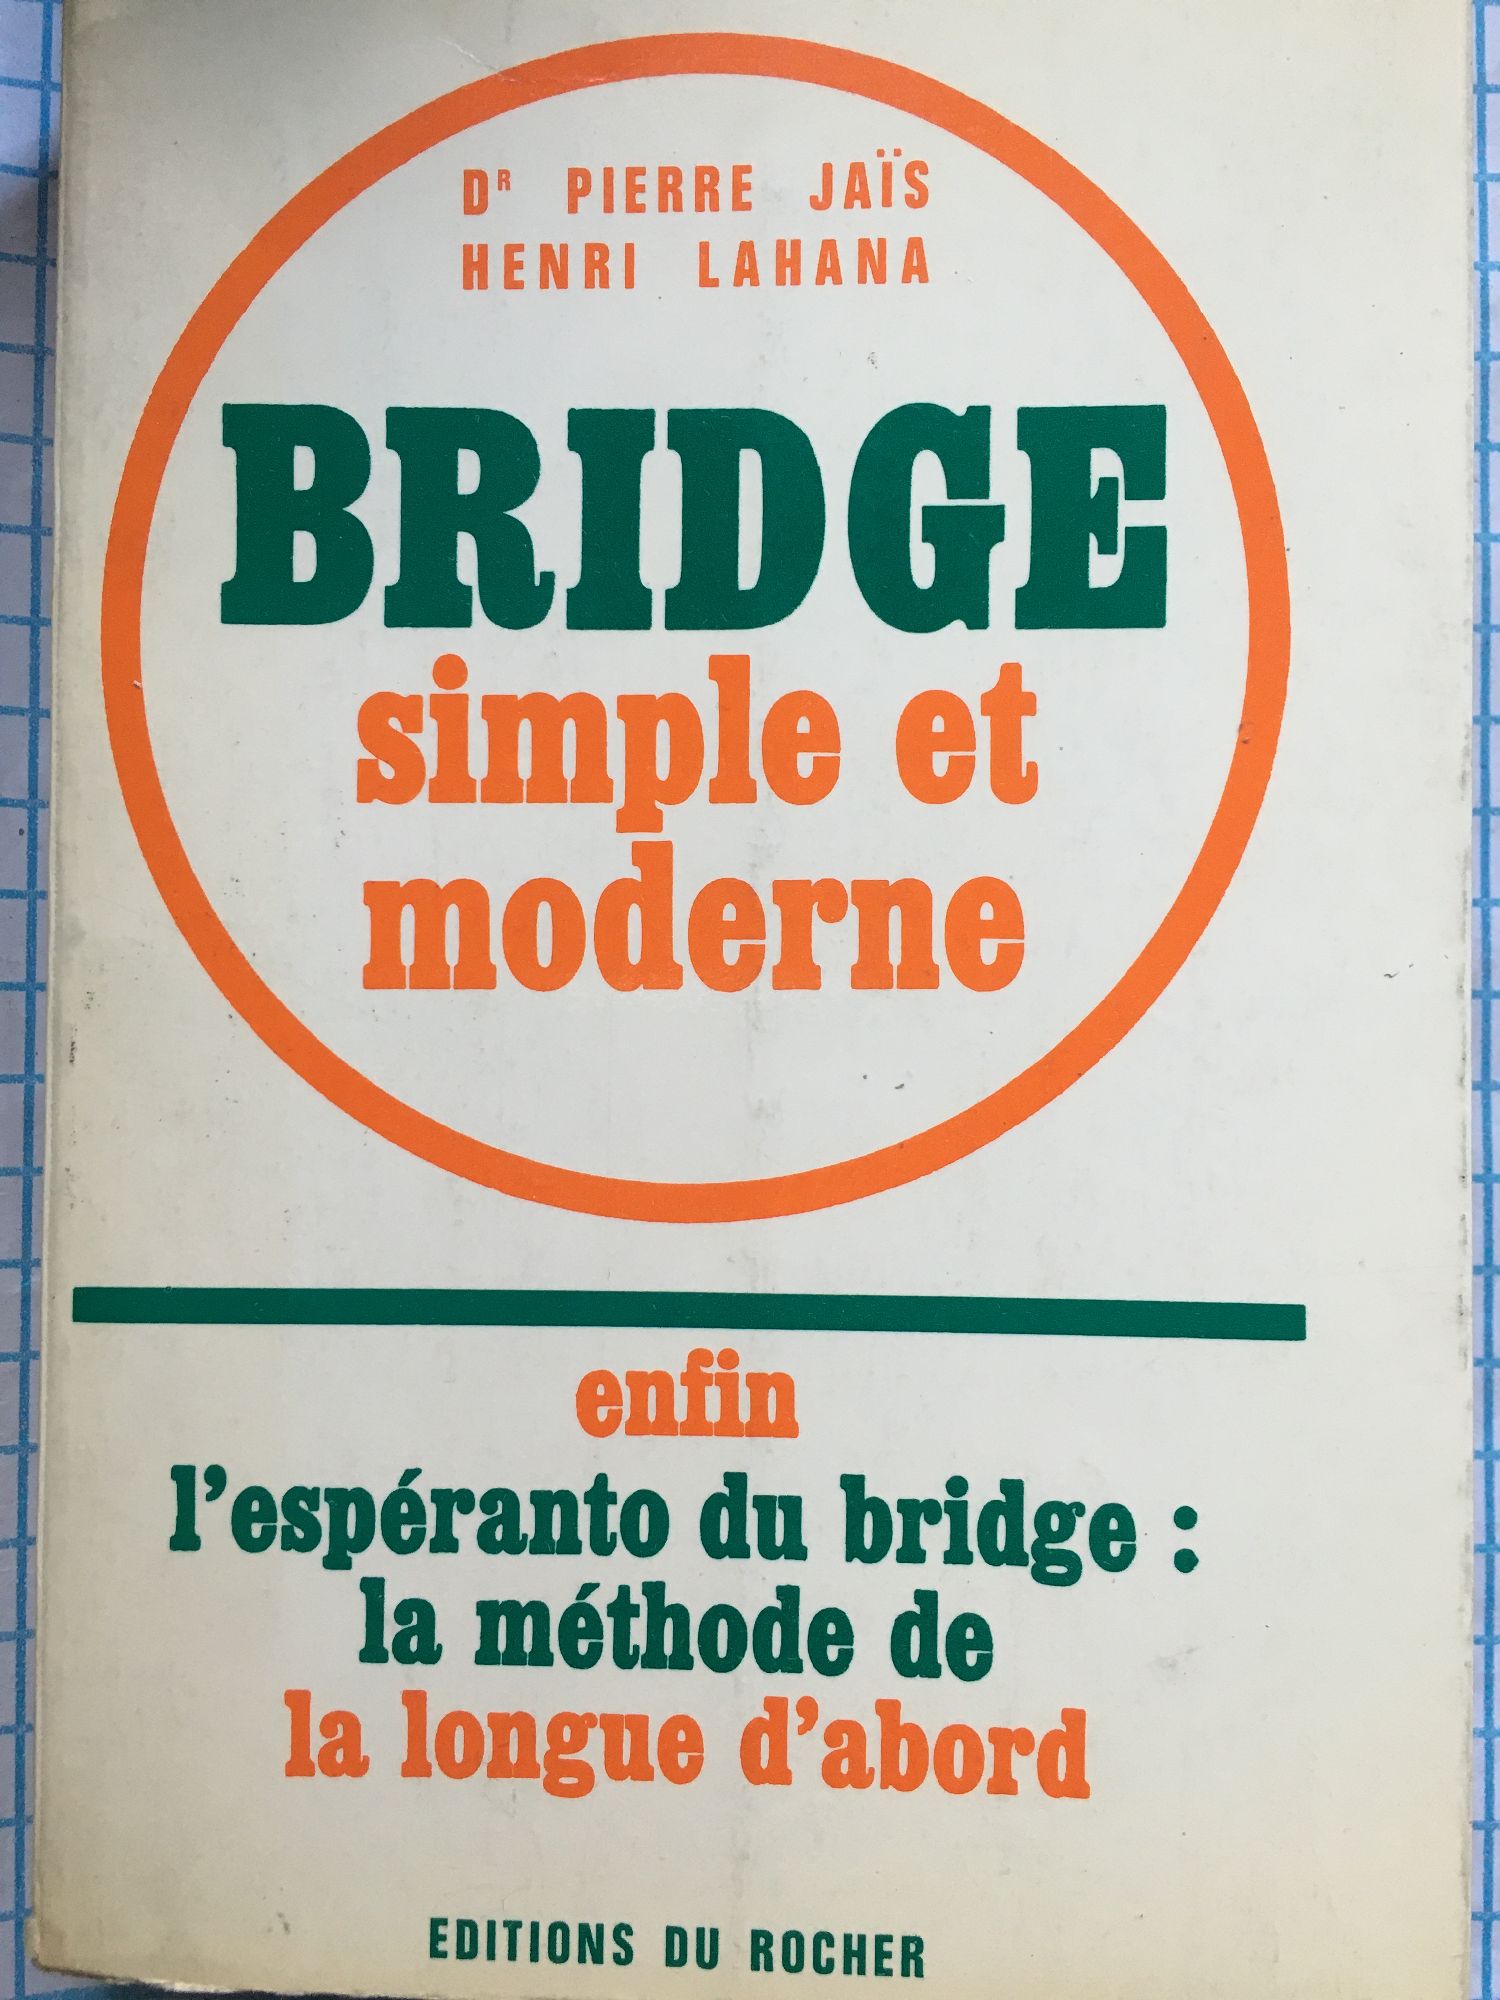 DR PIERRE JAÏS
HENRI LAHANA
BRIDGE
simple et
moderne
enfin
l'espéranto du bridge :
la méthode de
la longue d'abord
EDITIONS DU ROCHER